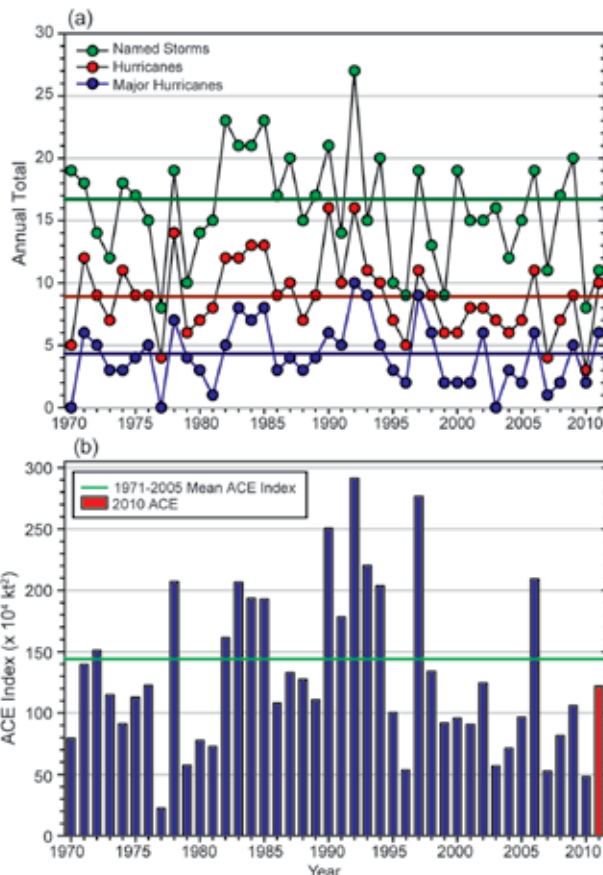 (a)
30
25
20
15
10
5
0
Annual Total
Named Storms
Hurricanes
Major Hurricanes
1970 1975 1980 1985 1990 1995 2000 2005 2010
(b)
300
250
200
150
100
50
0
ACE Index (x 10⁴ kt²)
1971-2005 Mean ACE Index
2010 ACE
1970 1975 1980 1985 1990 1995 2000 2005 2010
Year